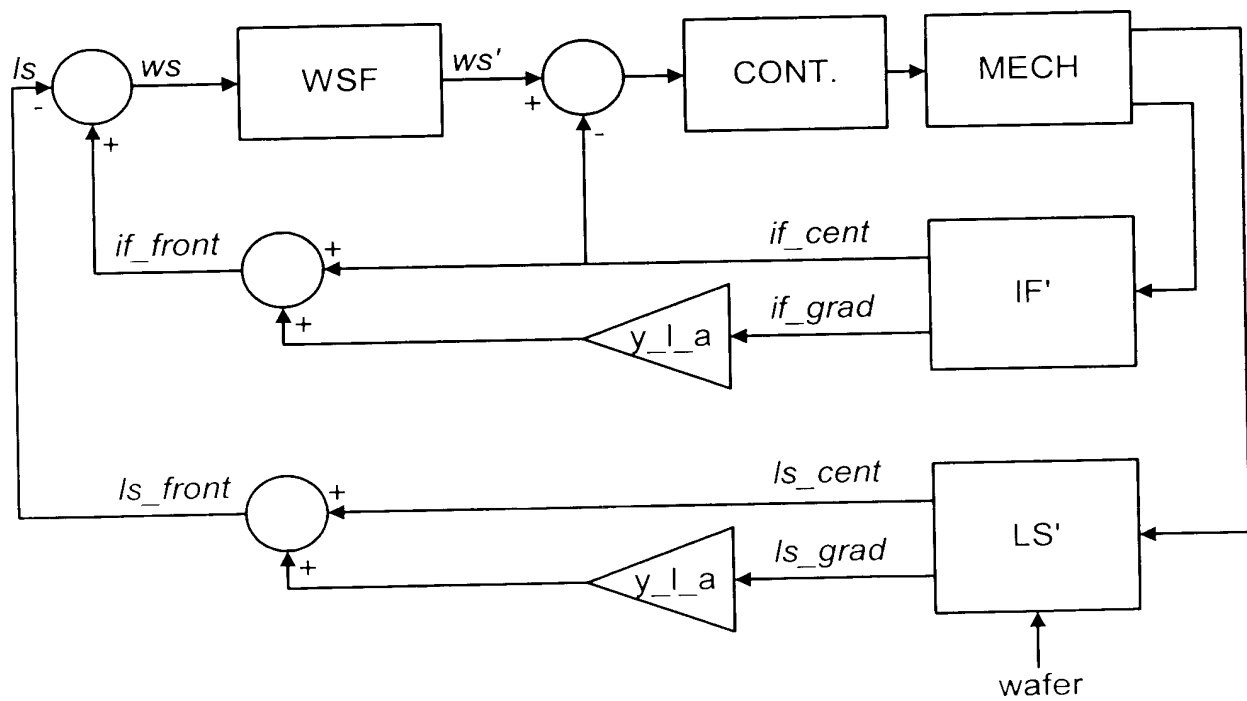 ls
-
+
ws
WSF
ws'
+
-
CONT.
MECH
if_front
+
+
if_cent
if_grad
y_l_a
IF'
ls_front
+
+
ls_cent
ls_grad
y_l_a
LS'
wafer